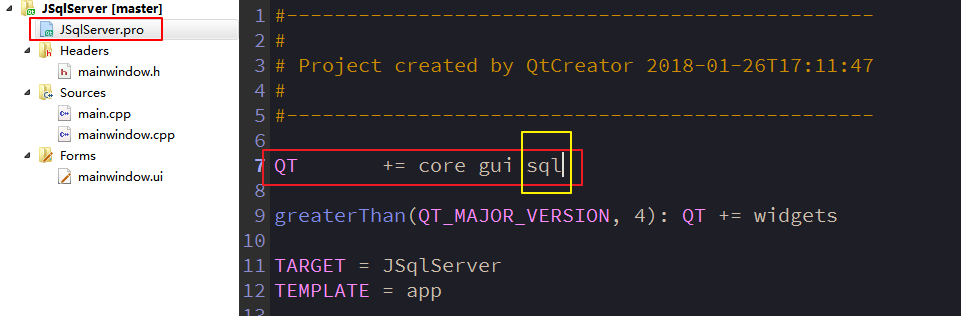 JSqlServer [master]
JSqlServer.pro
Headers
mainwindow.h
Sources
main.cpp
mainwindow.cpp
Forms
mainwindow.ui
1 #-------------------------------------------------
2 #
3 # Project created by QtCreator 2018-01-26T17:11:47
4 #
5 #-------------------------------------------------
6
7 QT       += core gui sql
8
9 greaterThan(QT_MAJOR_VERSION, 4): QT += widgets
10
11 TARGET = JSqlServer
12 TEMPLATE = app
13